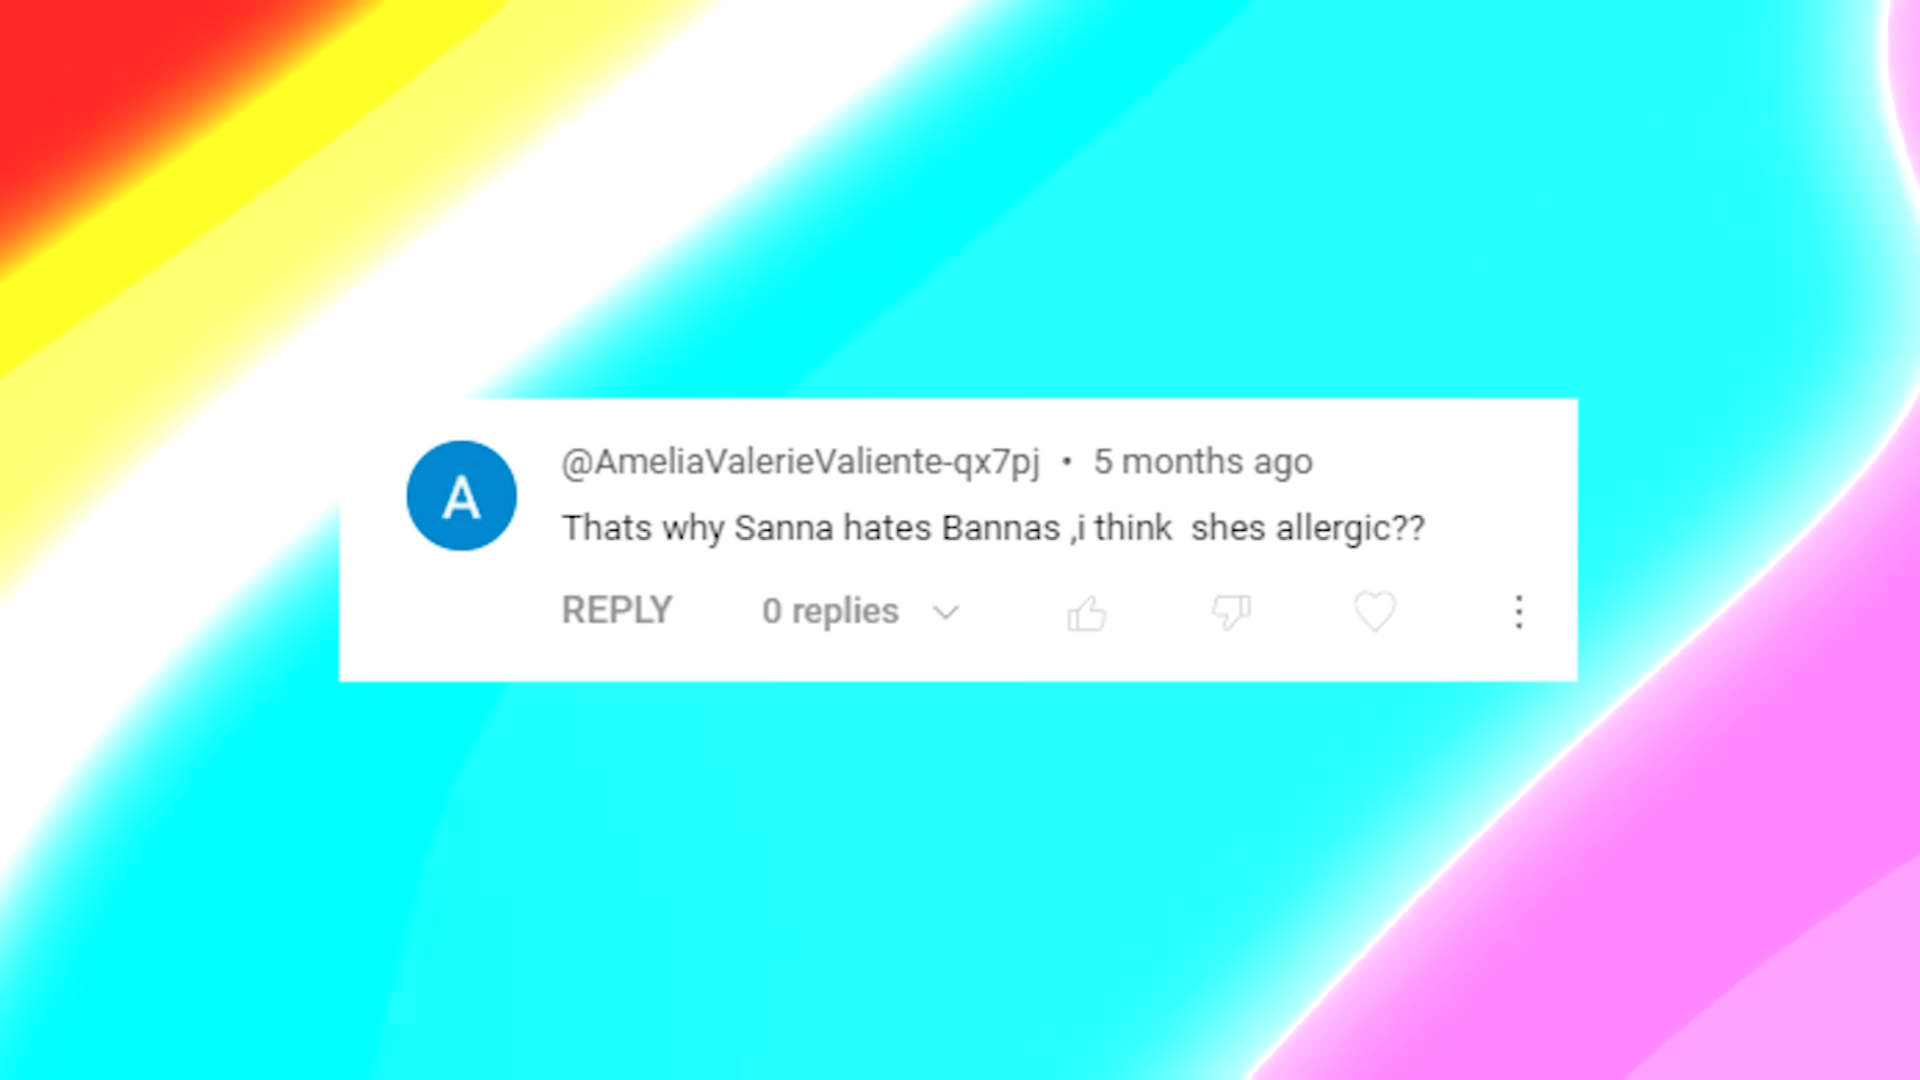 A
@AmeliaValerieValiente-qx7pj • 5 months ago
Thats why Sanna hates Bannas ,i think  shes allergic??
REPLY 0 replies